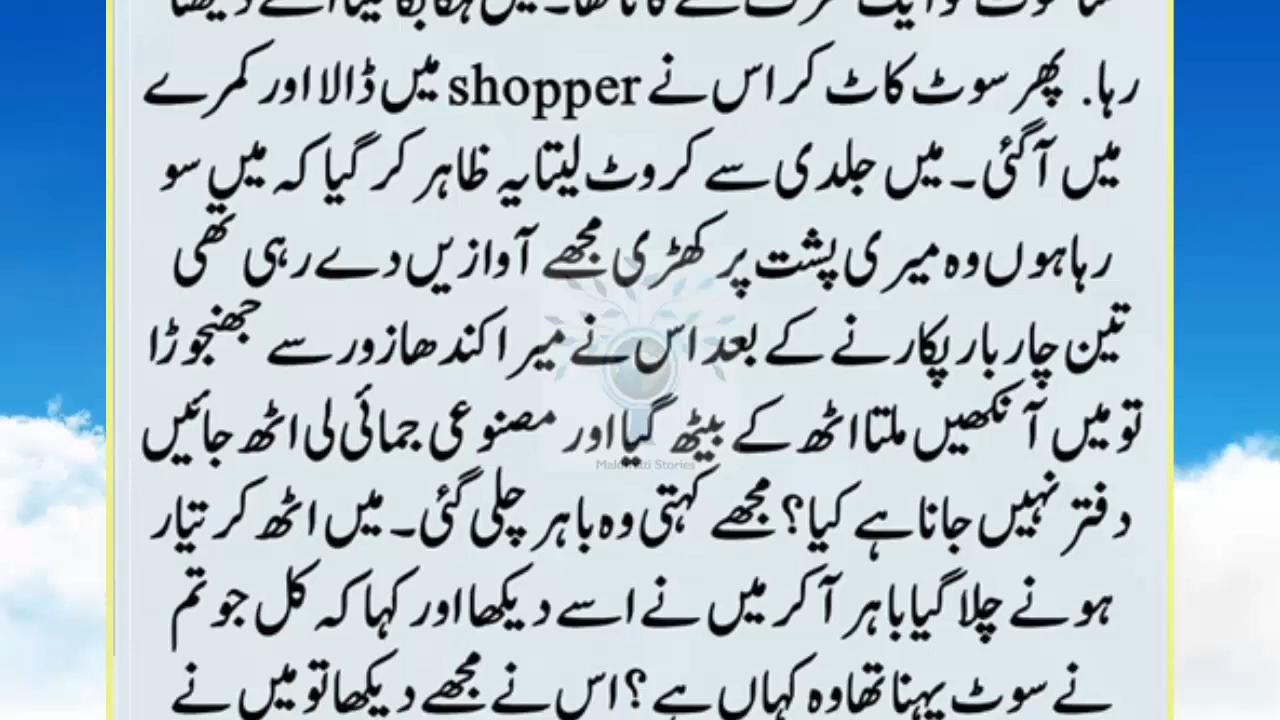 رہا. پھر سوٹ کاٹ کر اس نے shopper میں ڈالا اور کمرے
میں آ گئی۔ میں جلدی سے کروٹ لیتا یہ ظاہر کر گیا کہ میں سو
رہا ہوں وہ میری پشت پر کھڑی مجھے آوازیں دے رہی تھی
تین چار بار پکارنے کے بعد اس نے میرا کندھا زور سے جھنجوڑا
تو میں آنکھیں ملتا اٹھ کے بیٹھ گیا اور مصنوعی جمائی لی اٹھ جائیں
دفتر نہیں جانا ہے کیا؟ مجھے کہتی وہ باہر چلی گئی۔ میں اٹھ کر تیار
ہونے چلا گیا باہر آ کر میں نے اسے دیکھا اور کہا کہ کل جو تم
نے سوٹ پہنا تھا وہ کہاں ہے ؟ اس نے مجھے دیکھا تو میں نے